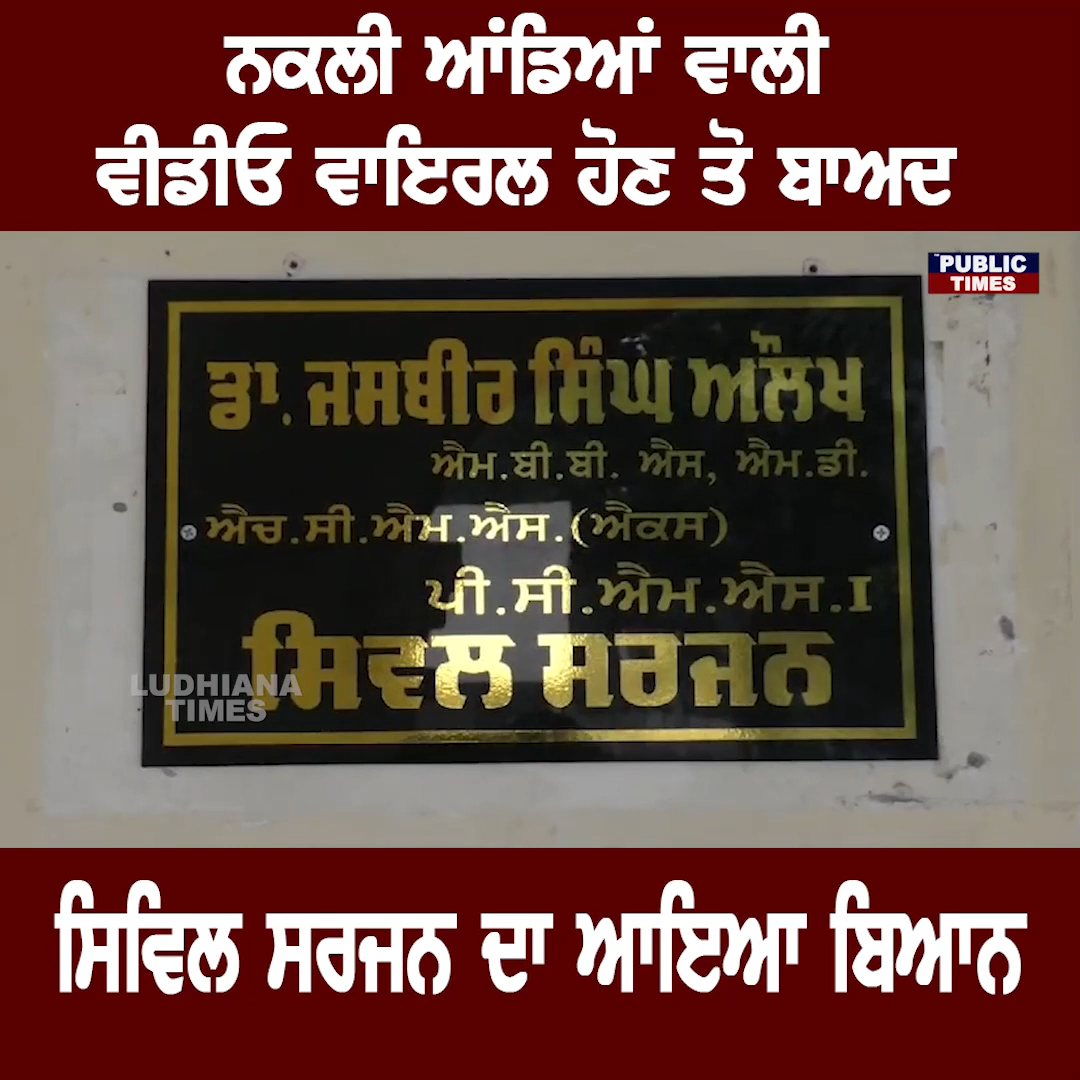 ਨਕਲੀ ਆਂਡਿਆਂ ਵਾਲੀ
ਵੀਡੀਓ ਵਾਇਰਲ ਹੋਣ ਤੋ ਬਾਅਦ
PUBLIC
TIMES
ਡਾ. ਜਸਬੀਰ ਸਿੰਘ ਔਲਖ
ਐਮ.ਬੀ.ਬੀ. ਐਸ, ਐਮ.ਡੀ.
ਐਚ.ਸੀ.ਐਮ.ਐਸ.(ਐਕਸ)
ਪੀ.ਸੀ.ਐਮ.ਐਸ.I
ਸਿਵਲ ਸਰਜਨ
LUDHIANA
TIMES
ਸਿਵਿਲ ਸਰਜਨ ਦਾ ਆਇਆ ਬਿਆਨ